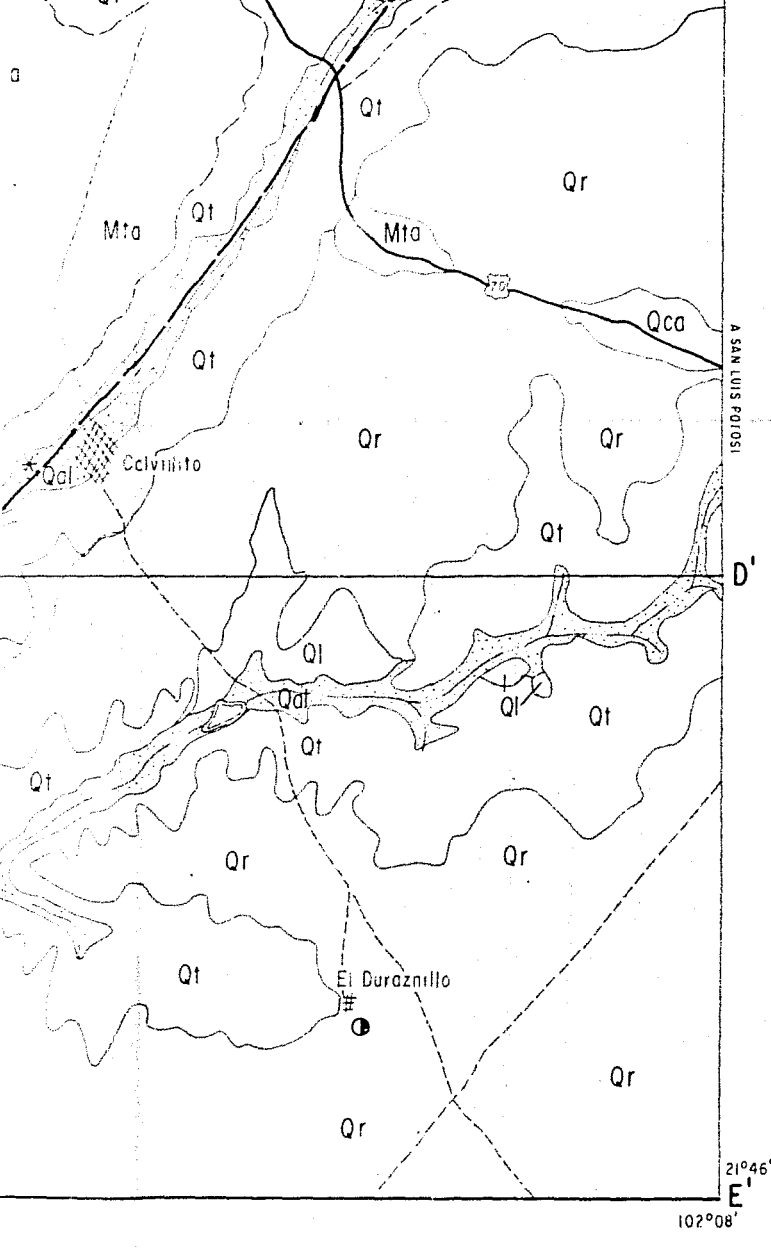 a
Qt
Qr
Mta
Qt
Mta
70
Qca
A SAN LUIS POTOSI
Qt
Qr
Qr
Calvillito
Qal
Qt
D'
Ql
Qal
Ql
Qt
Qt
Qt
Qr
Qr
Qt
El Duraznillo
Qr
Qr
21°46'
E'
102°08'